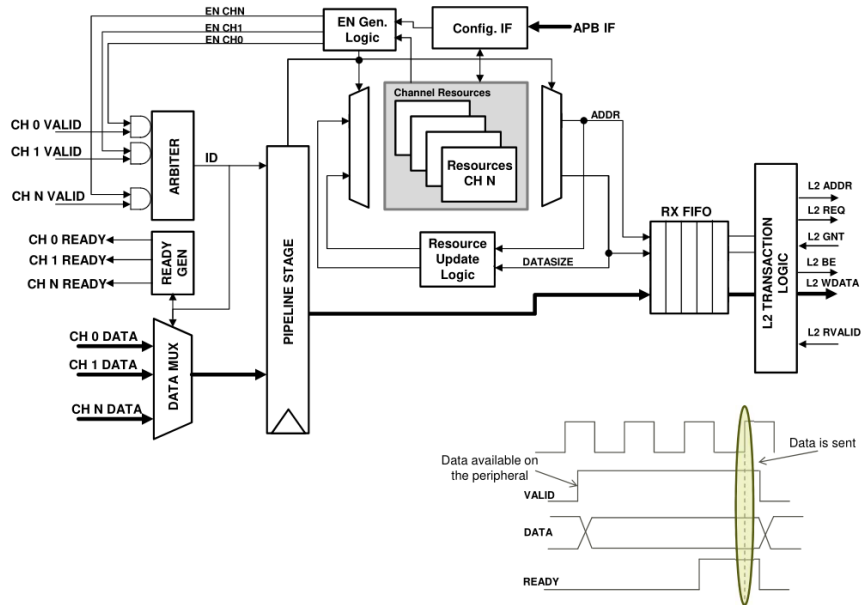 EN CHN
EN CH1
EN CH0
EN Gen.
Logic
Config. IF
APB IF
Channel Resources
Resources
CH N
ADDR
CH 0 VALID
CH 1 VALID
CH N VALID
ARBITER
ID
CH 0 READY
CH 1 READY
CH N READY
READY
GEN
PIPELINE STAGE
Resource
Update
Logic
DATASIZE
RX FIFO
L2 TRANSACTION
LOGIC
L2 ADDR
L2 REQ
L2 GNT
L2 BE
L2 WDATA
L2 RVALID
CH 0 DATA
CH 1 DATA
CH N DATA
DATA MUX
Data available on
the peripheral
Data is sent
VALID
DATA
READY